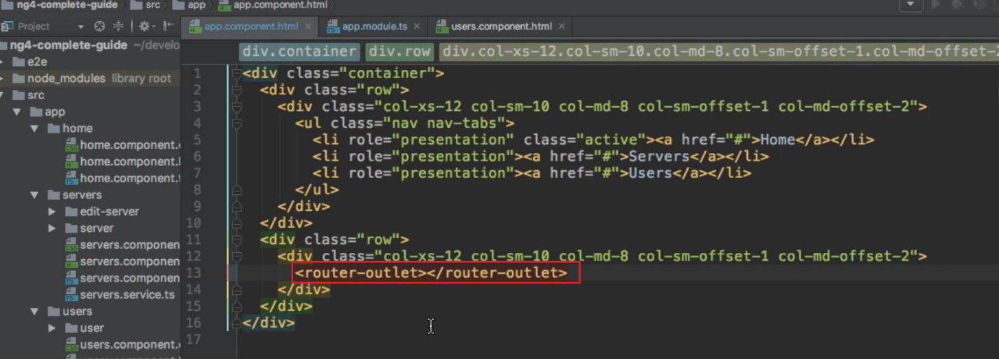 ng4-complete-guide src app app.component.html
Project app.component.html app.module.ts users.component.html
ng4-complete-guide ~/develo
div.container div.row div.col-xs-12.col-sm-10.col-md-8.col-sm-offset-1.col-md-offset-2
e2e
node_modules library root
src
app
home
home.component.
home.component.
home.component.
servers
edit-server
server
servers.componen
servers.componen
servers.componen
servers.service.ts
users
user
users.component.
1 <div class="container">
2 <div class="row">
3 <div class="col-xs-12 col-sm-10 col-md-8 col-sm-offset-1 col-md-offset-2">
4 <ul class="nav nav-tabs">
5 <li role="presentation" class="active"><a href="#">Home</a></li>
6 <li role="presentation"><a href="#">Servers</a></li>
7 <li role="presentation"><a href="#">Users</a></li>
8 </ul>
9 </div>
10 </div>
11 <div class="row">
12 <div class="col-xs-12 col-sm-10 col-md-8 col-sm-offset-1 col-md-offset-2">
13 <router-outlet></router-outlet>
14 </div>
15 </div>
16 </div>
17